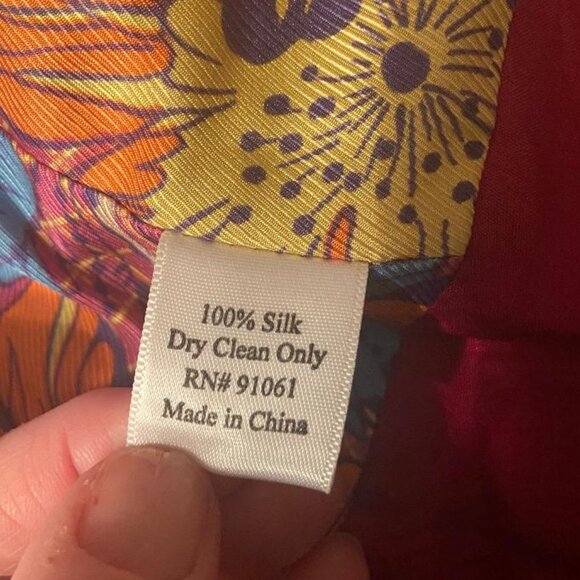 100% Silk
Dry Clean Only
RN# 91061
Made in China